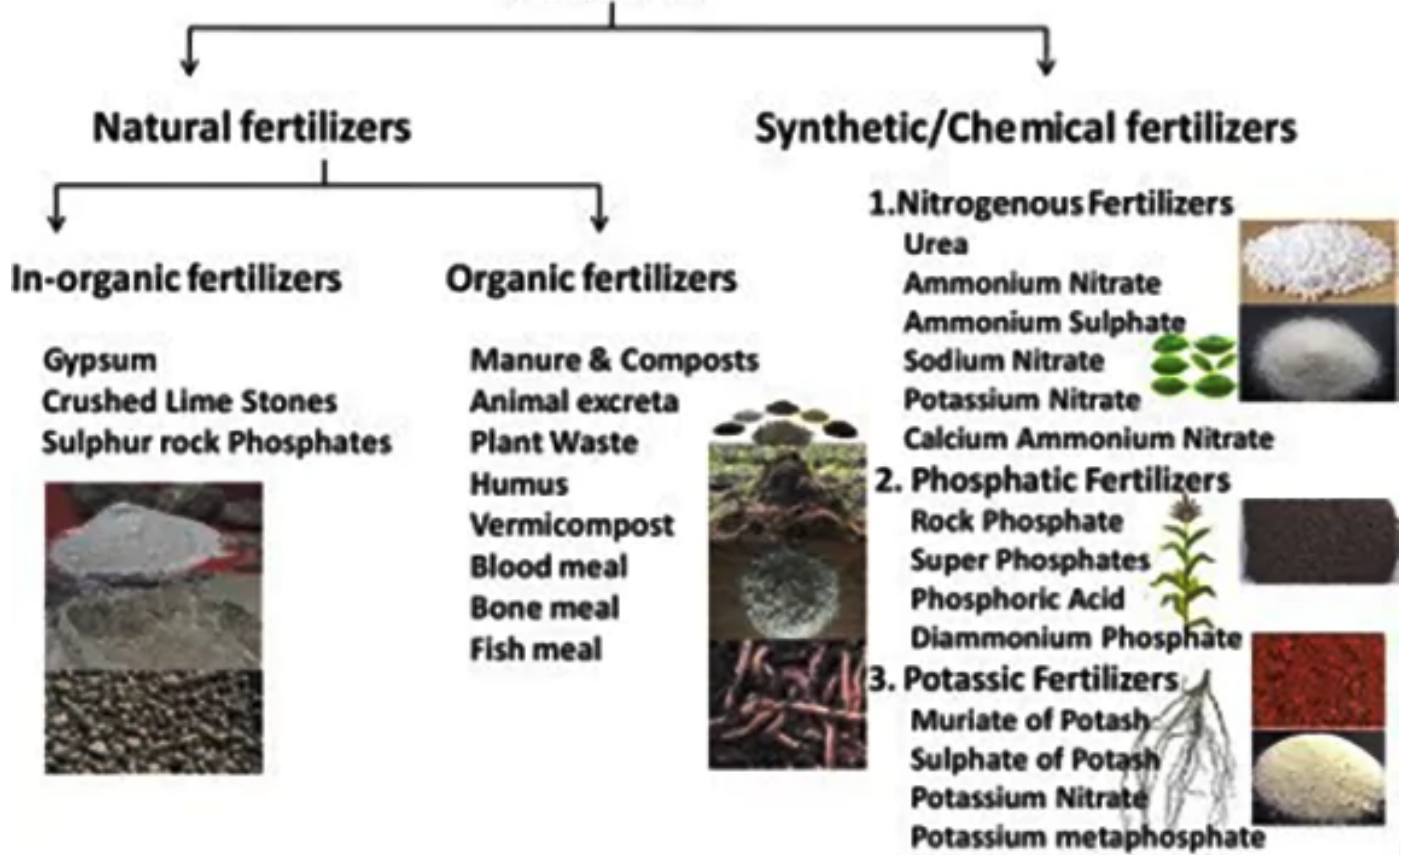 Natural fertilizers
Synthetic/Chemical fertilizers
In-organic fertilizers
Gypsum
Crushed Lime Stones
Sulphur rock Phosphates
Organic fertilizers
Manure & Composts
Animal excreta
Plant Waste
Humus
Vermicompost
Blood meal
Bone meal
Fish meal
1.Nitrogenous Fertilizers
Urea
Ammonium Nitrate
Ammonium Sulphate
Sodium Nitrate
Potassium Nitrate
Calcium Ammonium Nitrate
2. Phosphatic Fertilizers
Rock Phosphate
Super Phosphates
Phosphoric Acid
Diammonium Phosphate
3. Potassic Fertilizers
Muriate of Potash
Sulphate of Potash
Potassium Nitrate
Potassium metaphosphate